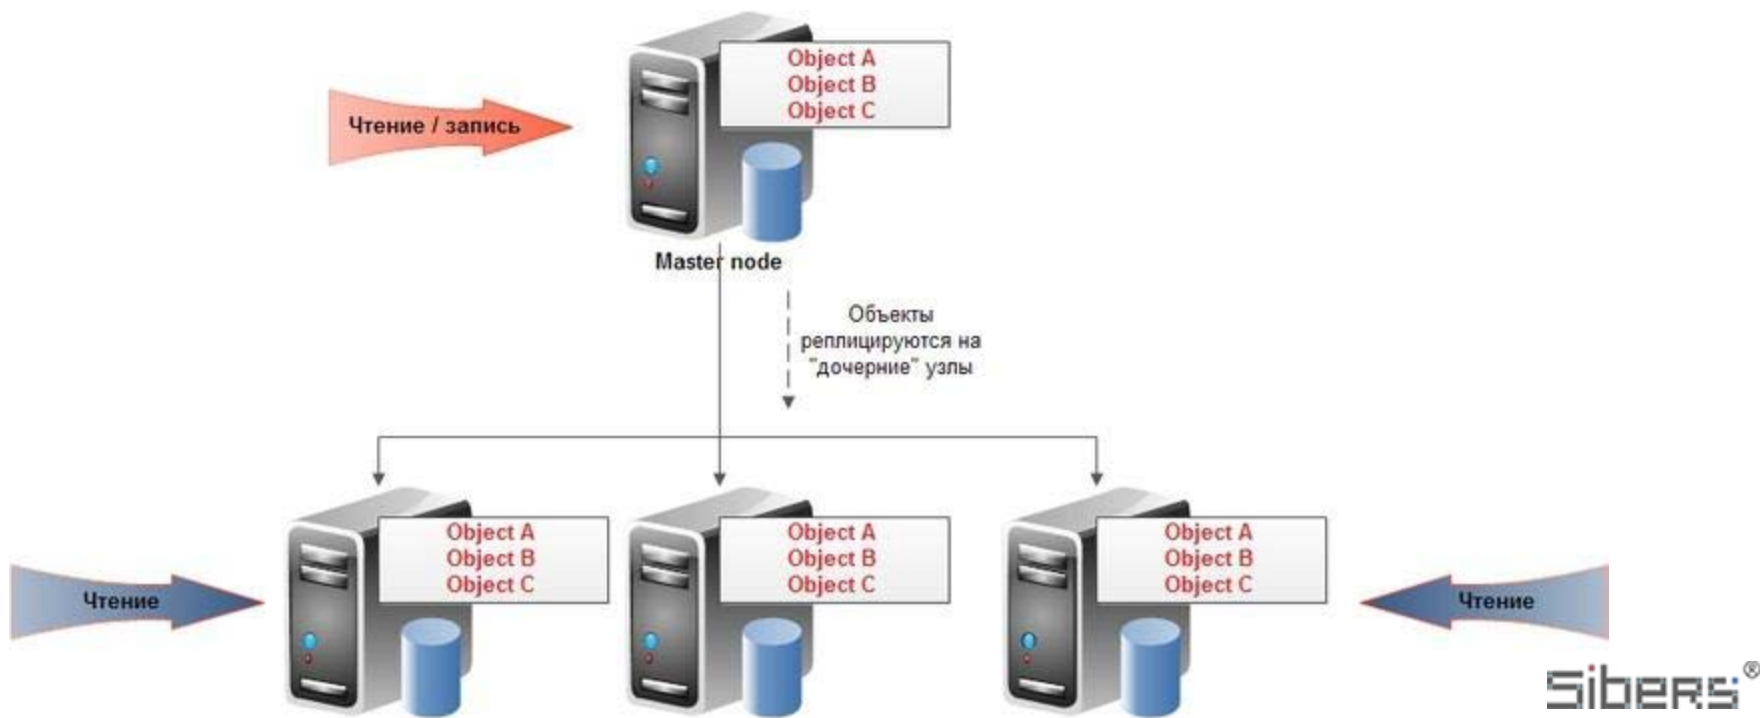 Object A
Object B
Object C
Чтение / запись
Master node
Объекты
реплицируются на
"дочерние" узлы
Object A
Object B
Object C
Object A
Object B
Object C
Object A
Object B
Object C
Чтение
Чтение
Sibers®